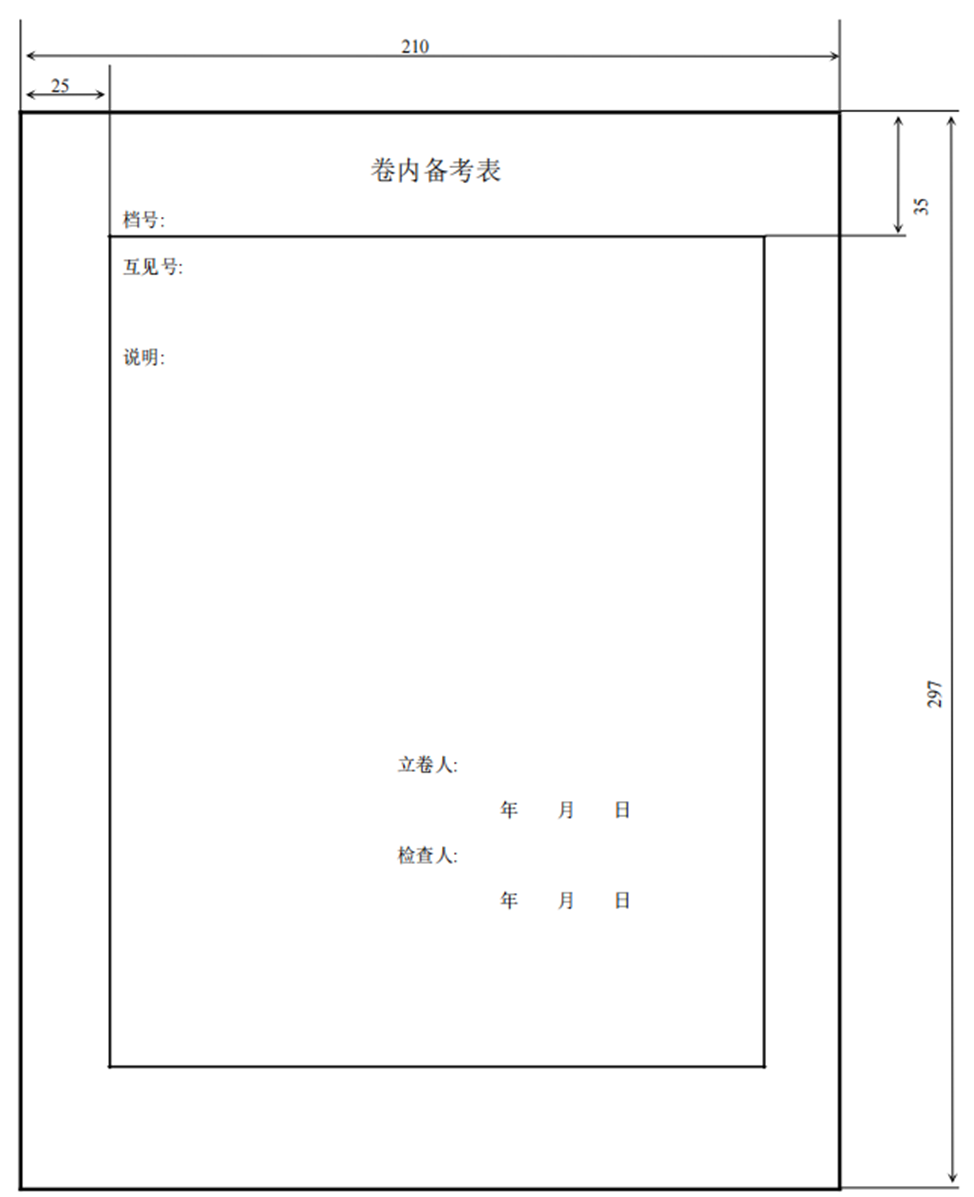 210
25
卷内备考表
35
档号:
互见号:
说明:
297
立卷人:
年 月 日
检查人:
年 月 日